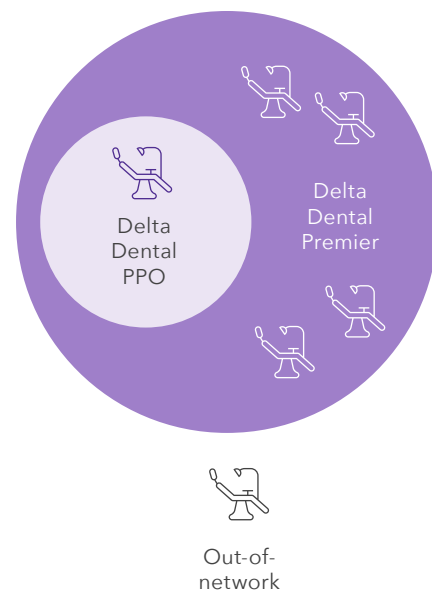 Delta
Dental
PPO
Delta
Dental
Premier
Out-of-
network